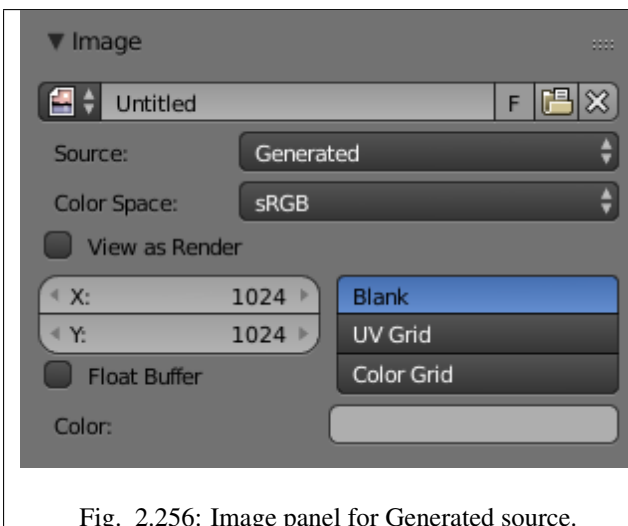 Image
Untitled F
Source: Generated
Color Space: sRGB
View as Render
X: 1024 Blank
Y: 1024 UV Grid
Float Buffer Color Grid
Color:
Fig. 2.256: Image panel for Generated source.